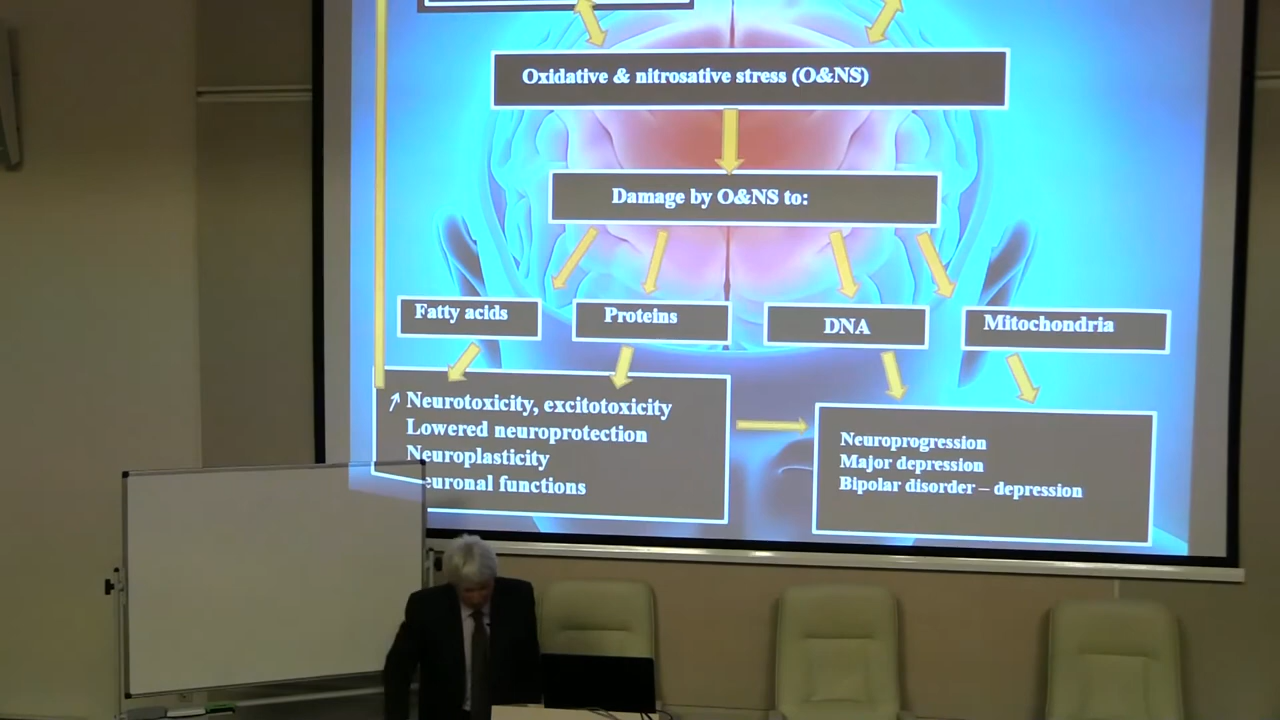 Oxidative & nitrosative stress (O&NS)
Damage by O&NS to:
Fatty acids
Proteins
DNA
Mitochondria
↗ Neurotoxicity, excitotoxicity
Lowered neuroprotection
Neuroplasticity
euronal functions
Neuroprogression
Major depression
Bipolar disorder – depression